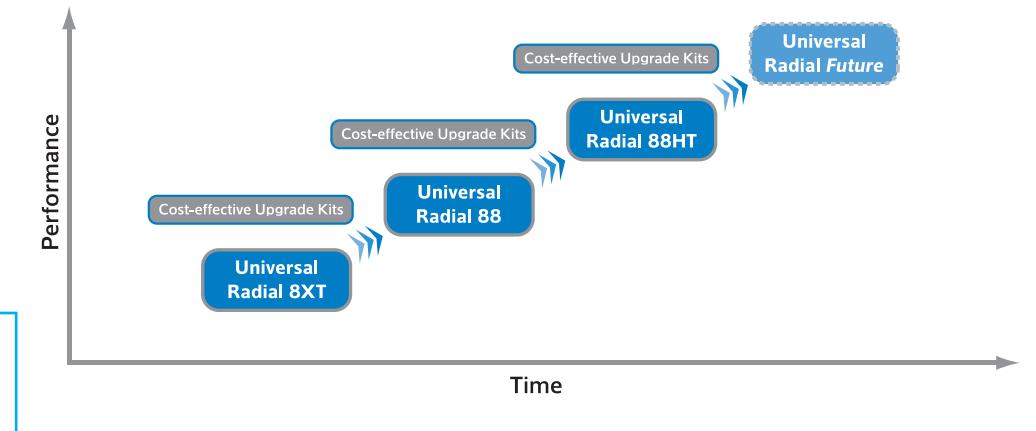 Universal
Radial Future
Cost-effective Upgrade Kits
Universal
Radial 88HT
Cost-effective Upgrade Kits
Universal
Radial 88
Cost-effective Upgrade Kits
Universal
Radial 8XT
Performance
Time